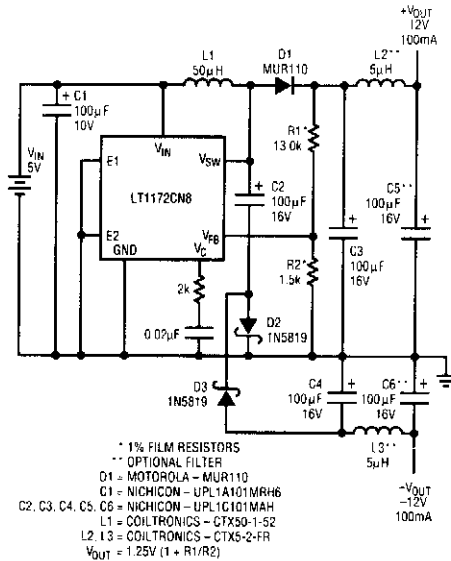 +VOUT
12V
100mA
L1
50µH
D1
MUR110
L2**
5µH
+ C1
100µF
10V
R1*
13.0k
VIN
5V
VIN
E1
VSW
LT1172CN8
+
C2
100µF
16V
C5**
100µF
16V
+
E2
VFB
VC
GND
+
C3
100µF
16V
R2*
1.5k
2k
D2
1N5819
0.02µF
D3
1N5819
C4
100µF
16V
+
C6**
100µF
16V
+
L3**
5µH
-VOUT
-12V
100mA
* 1% FILM RESISTORS
** OPTIONAL FILTER
D1 = MOTOROLA – MUR110
C1 = NICHICON – UPL1A101MRH6
C2, C3, C4, C5, C6 = NICHICON – UPL1C101MAH
L1 = COILTRONICS – CTX50-1-52
L2, L3 = COILTRONICS – CTX5-2-FR
VOUT = 1.25V (1 + R1/R2)